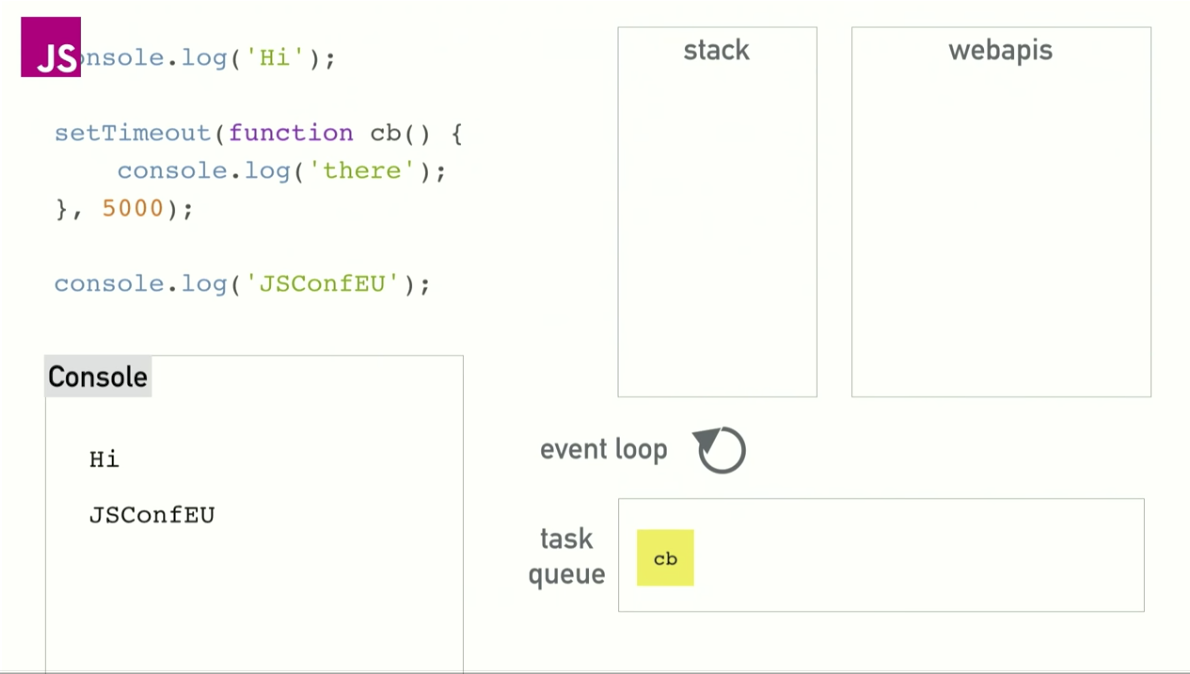 JS
nsole.log('Hi');
setTimeout(function cb() {
    console.log('there');
}, 5000);
console.log('JSConfEU');
Console
Hi
JSConfEU
stack
webapis
event loop
task
queue
cb